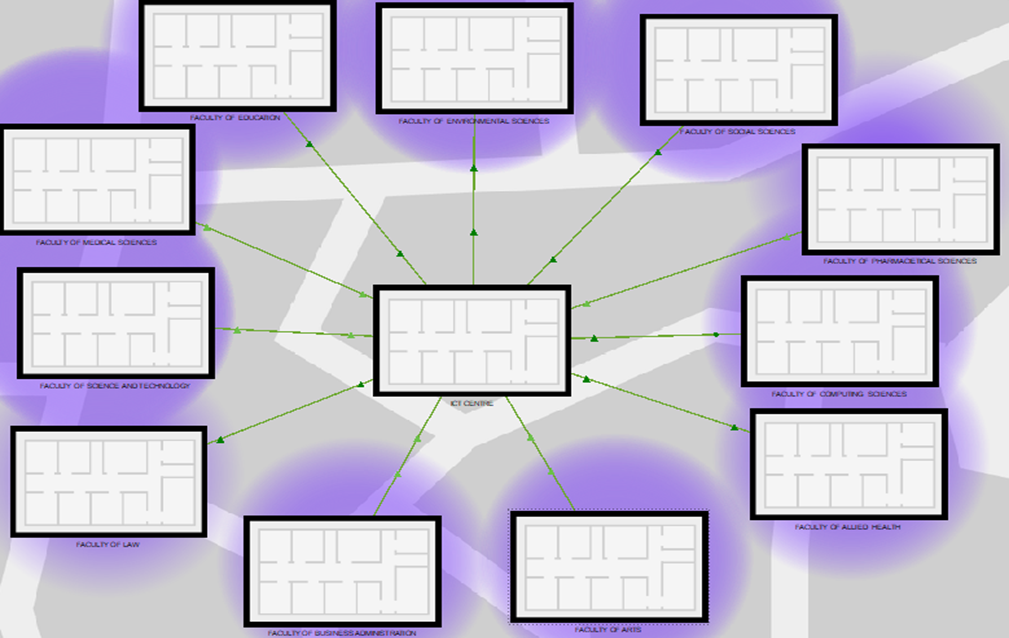 FACULTY OF EDUCATION
FACULTY OF ENVIRONMENTAL SCIENCES
FACULTY OF SOCIAL SCIENCES
FACULTY OF MEDICAL SCIENCES
FACULTY OF PHARMACETICAL SCIENCES
FACULTY OF SCIENCE AND TECHNOLOGY
FACULTY OF COMPUTING SCIENCES
ICT CENTRE
FACULTY OF ALLIED HEALTH
FACULTY OF LAW
FACULTY OF BUSINESS ADMINISTRATION
FACULTY OF ARTS